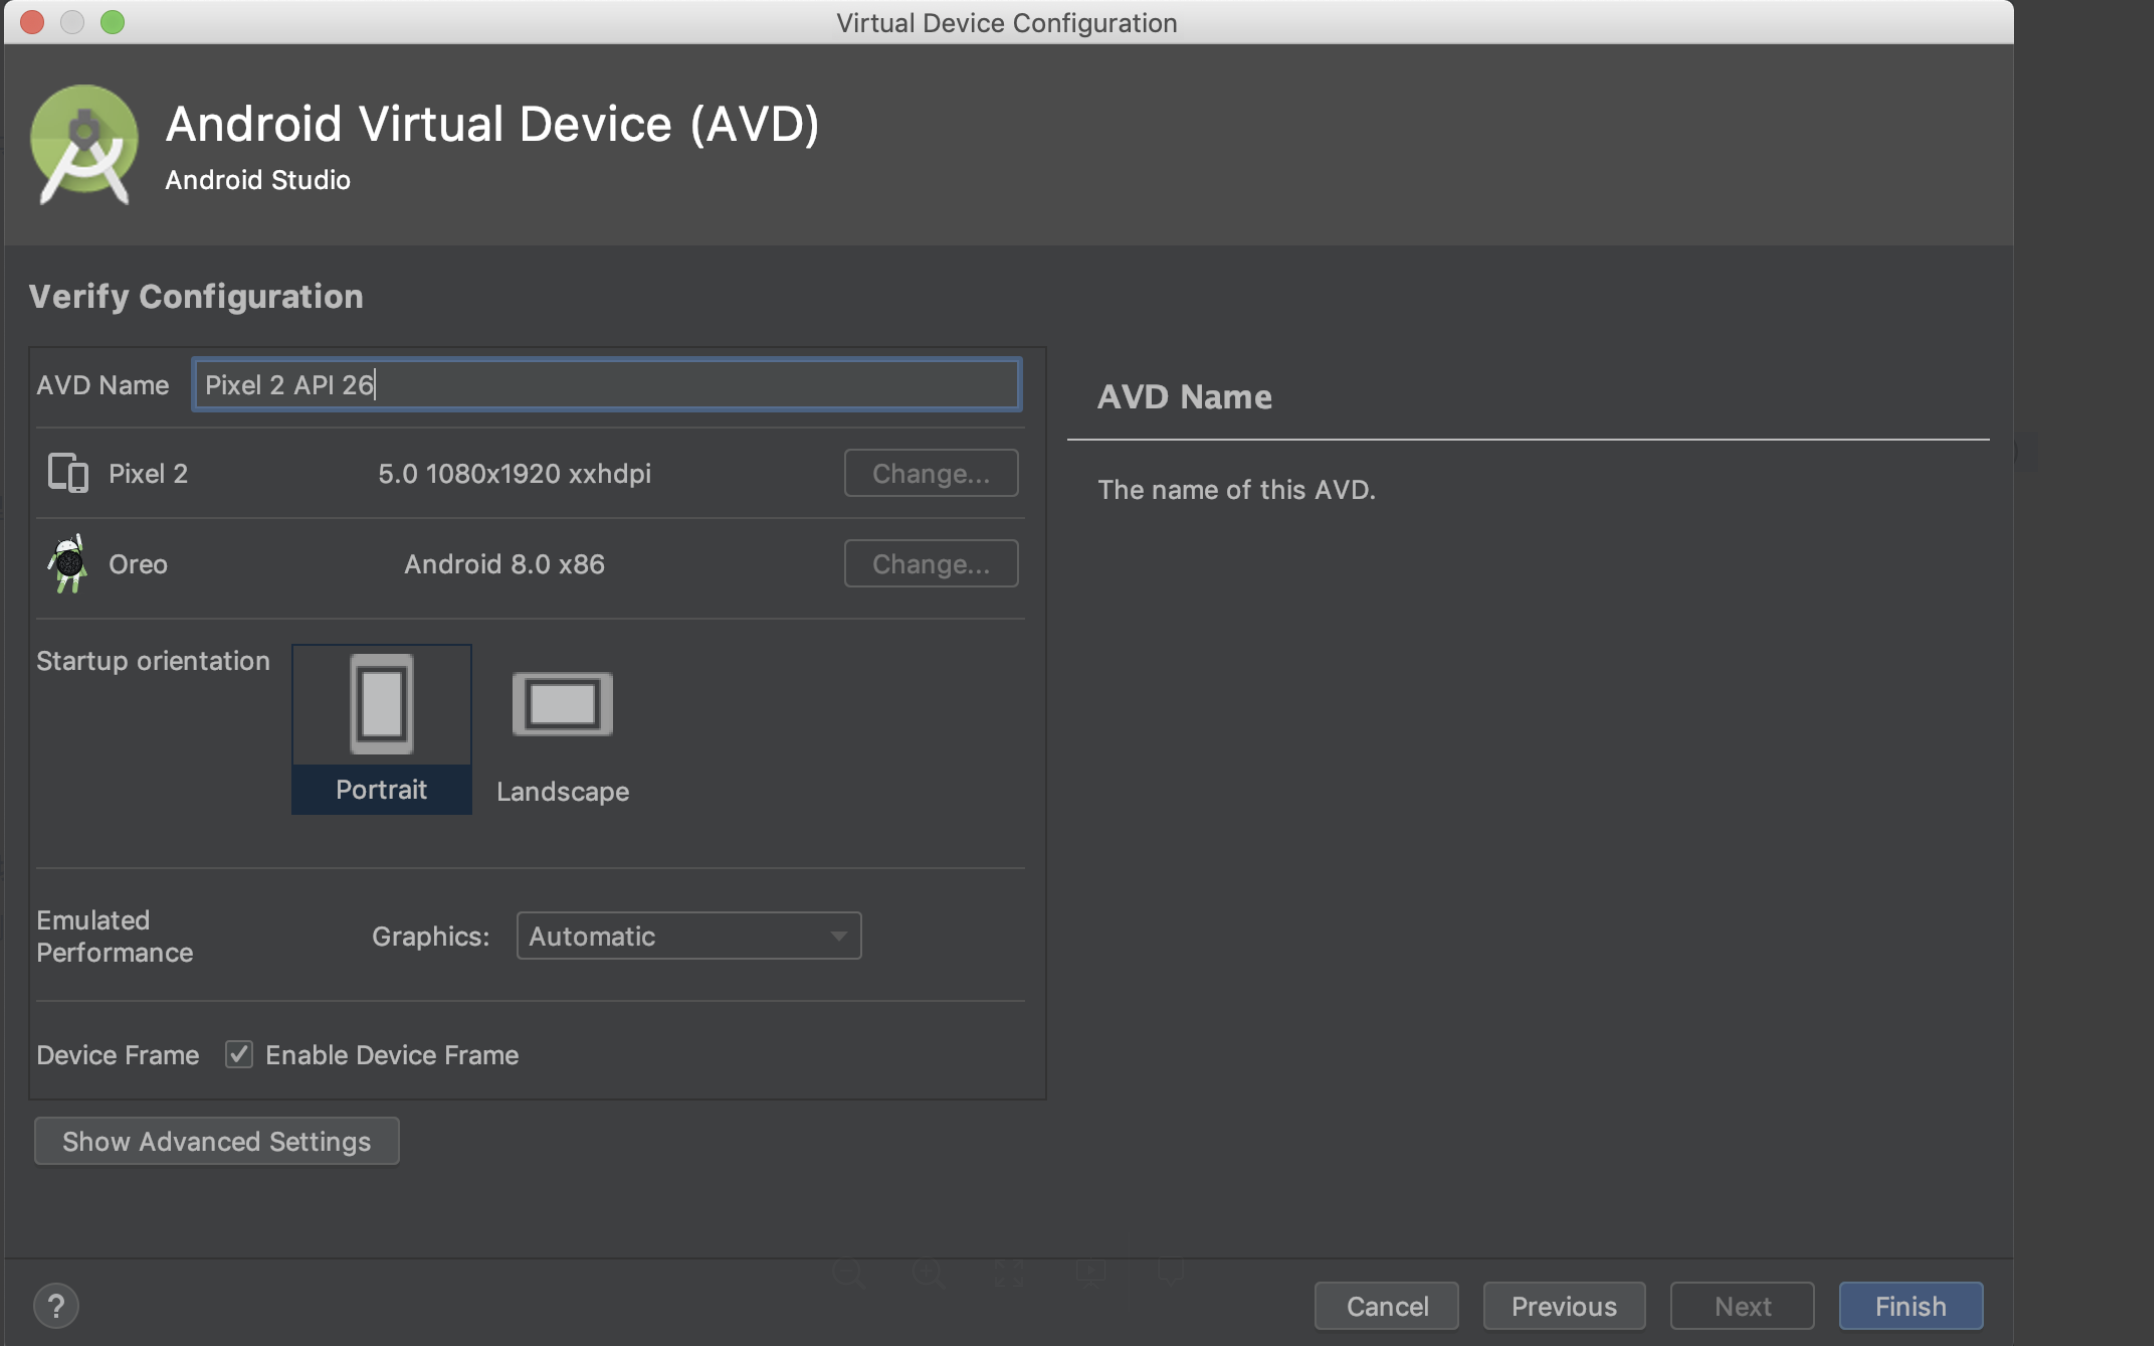 Virtual Device Configuration
Android Virtual Device (AVD)
Android Studio
Verify Configuration
AVD Name Pixel 2 API 26
Pixel 2 5.0 1080x1920 xxhdpi Change...
Oreo Android 8.0 x86 Change...
Startup orientation
Portrait Landscape
Emulated
Performance
Graphics: Automatic
Device Frame Enable Device Frame
Show Advanced Settings
AVD Name
The name of this AVD.
? Cancel Previous Next Finish